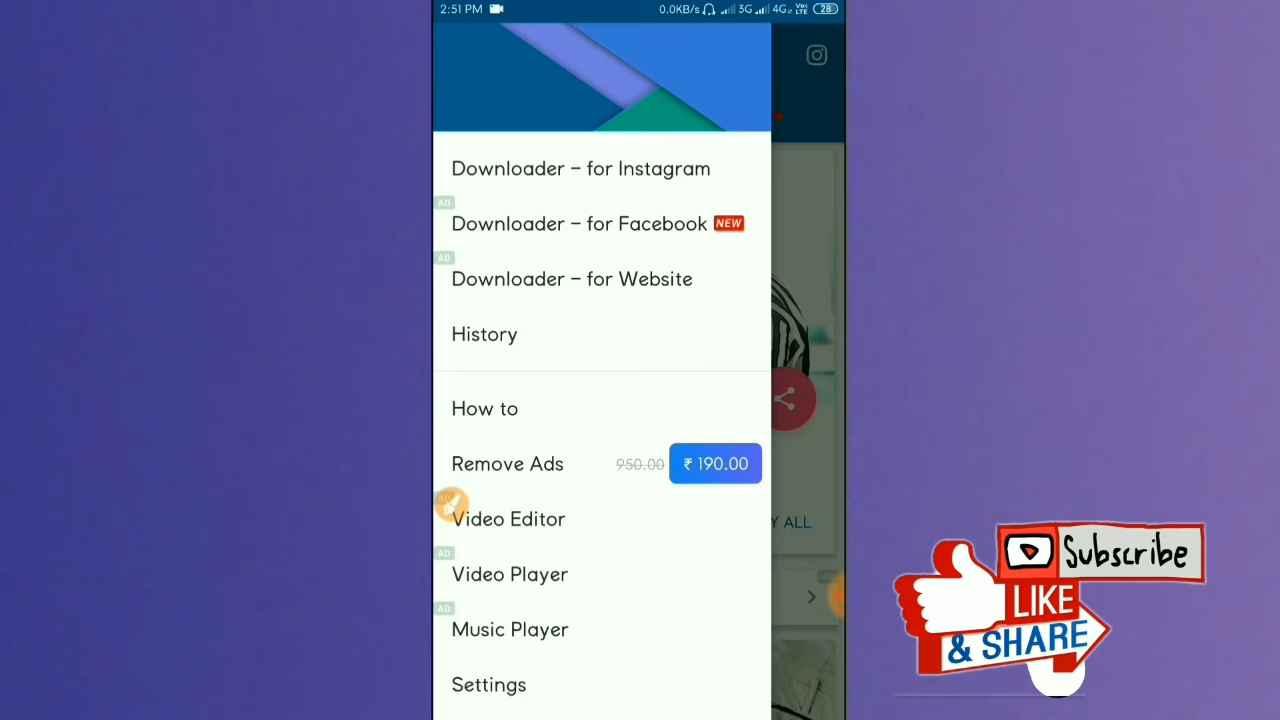 2:51 PM 0.0KB/s 3G 4G Vo LTE 28
Downloader – for Instagram
AD
Downloader – for Facebook NEW
AD
Downloader – for Website
History
How to
Remove Ads 950.00 ₹ 190.00
Video Editor
Y ALL
AD
Video Player
AD
Music Player
Settings
Subscribe
LIKE
& SHARE